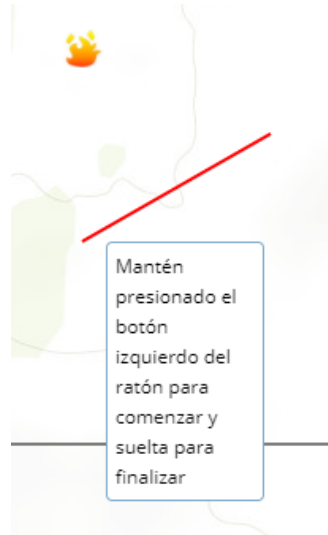 Mantén
presionado el
botón
izquierdo del
ratón para
comenzar y
suelta para
finalizar